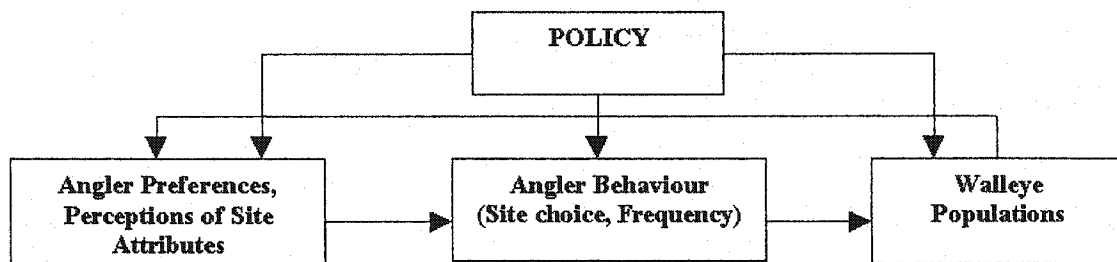 POLICY
Angler Preferences,
Perceptions of Site
Attributes
Angler Behaviour
(Site choice, Frequency)
Walleye
Populations